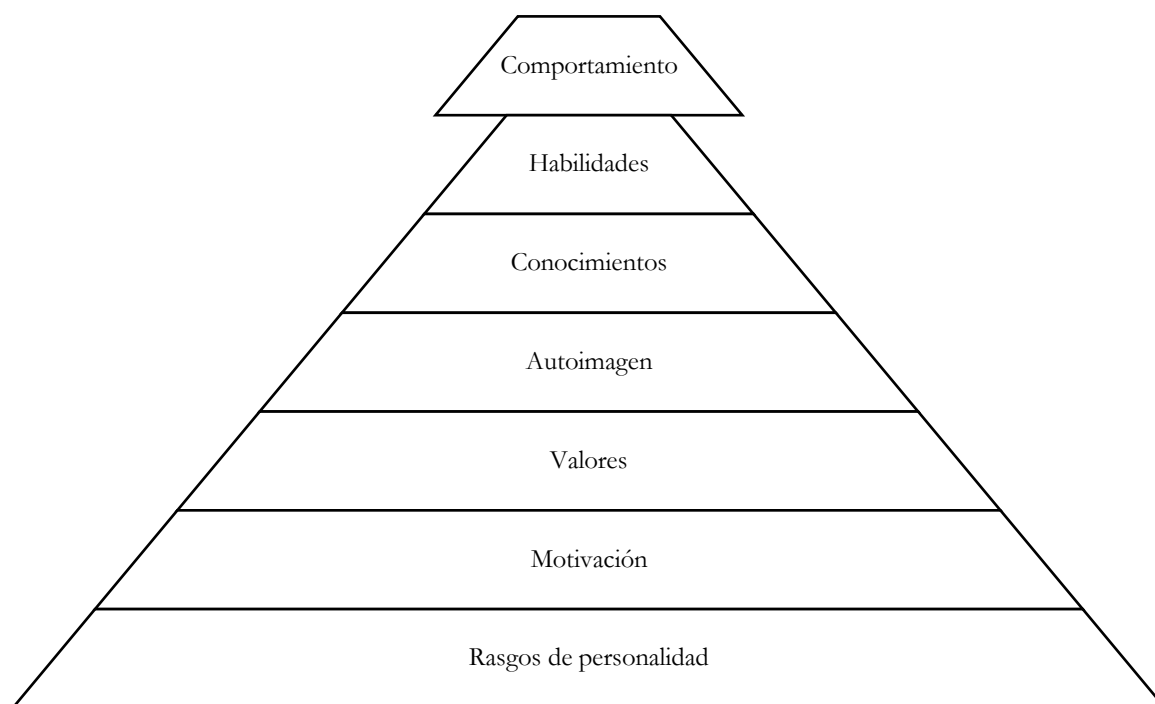 Comportamiento
Habilidades
Conocimientos
Autoimagen
Valores
Motivación
Rasgos de personalidad